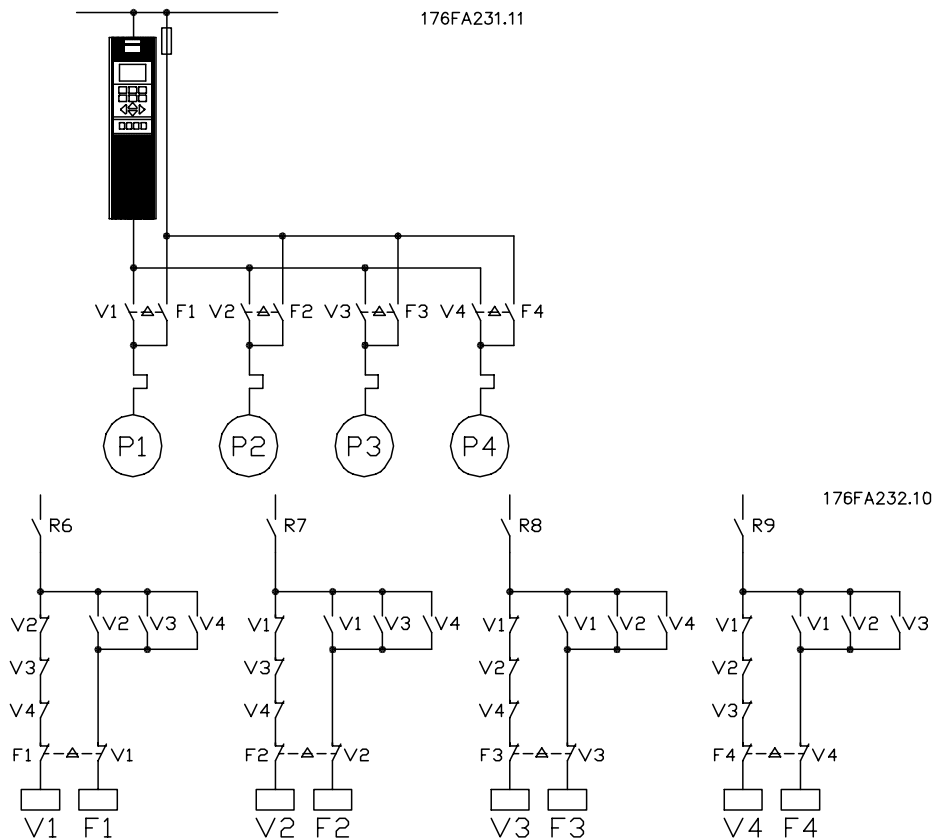 176FA231.11
V1 F1 V2 F2 V3 F3 V4 F4
P1 P2 P3 P4
176FA232.10
R6 R7 R8 R9
V2 V2 V3 V4 V1 V1 V3 V4 V1 V1 V2 V4 V1 V1 V2 V3
V3 V3 V2 V2
V4 V4 V4 V3
F1 V1 F2 V2 F3 V3 F4 V4
V1 F1 V2 F2 V3 F3 V4 F4